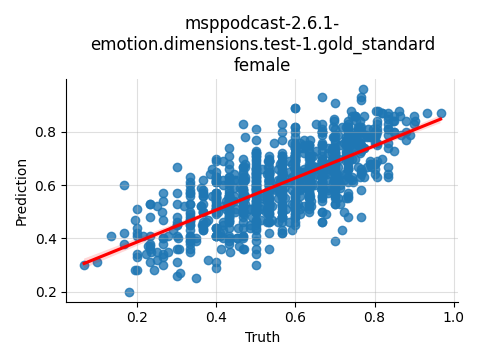 msppodcast-2.6.1-
emotion.dimensions.test-1.gold_standard
female
Prediction
0.8
0.6
0.4
0.2
0.2 0.4 0.6 0.8 1.0
Truth